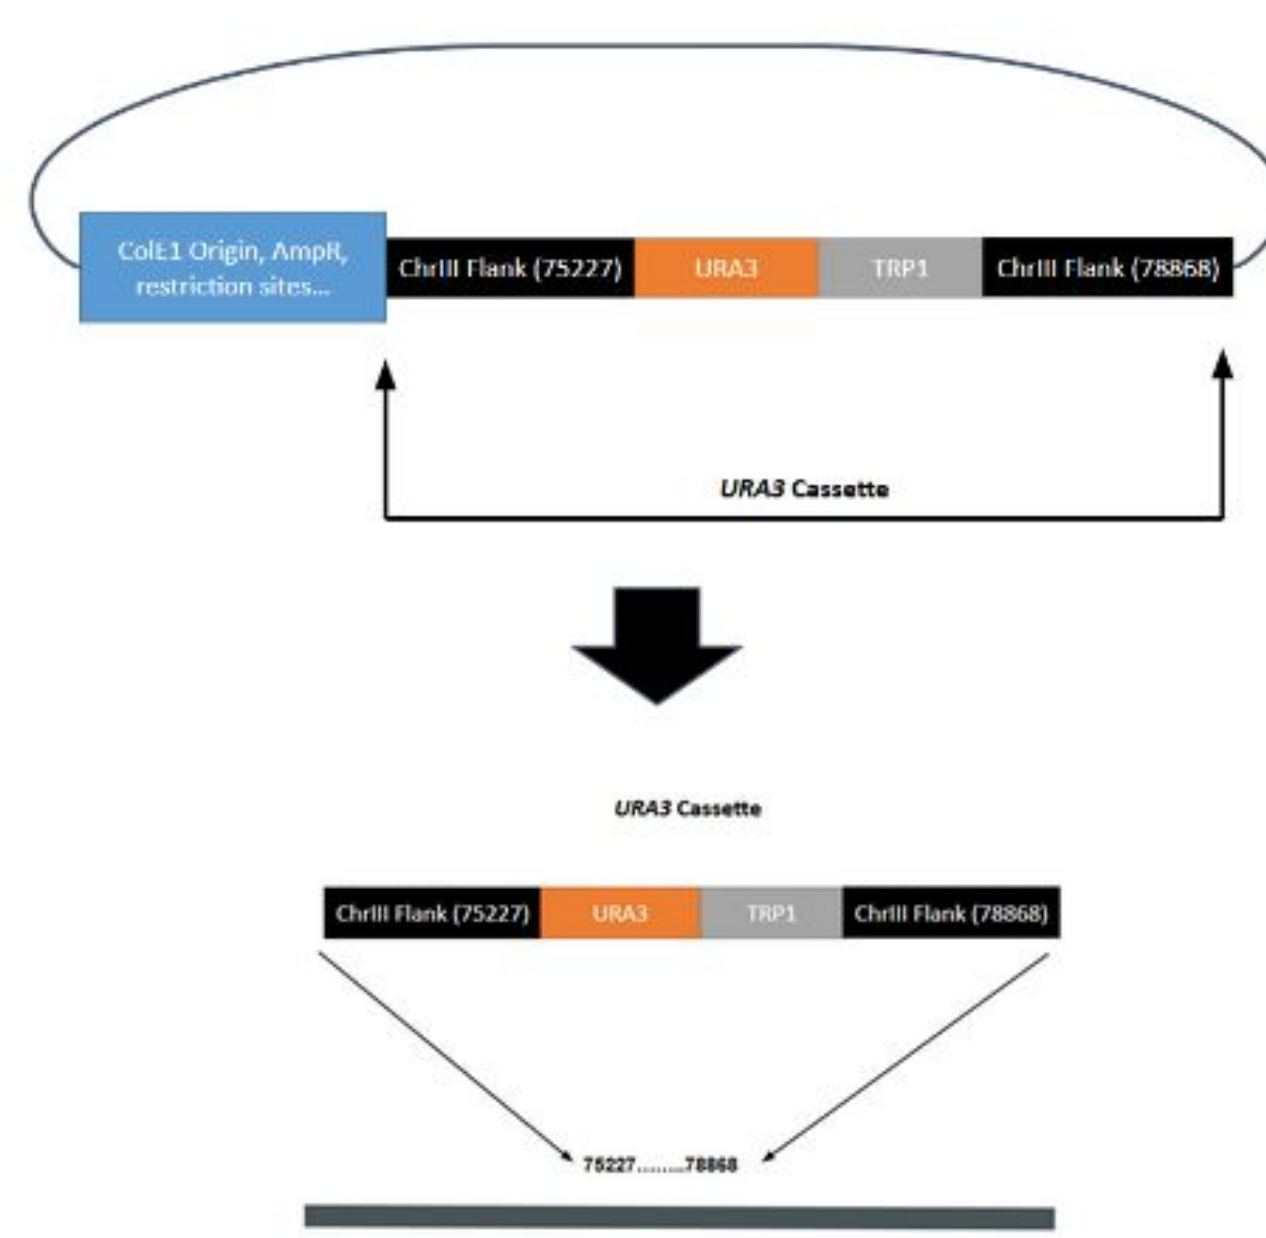 ColE1 Origin, AmpR,
restriction sites...
ChrIII Flank (75227)
URA3
TRP1
ChrIII Flank (78868)
URA3 Cassette
URA3 Cassette
ChrIII Flank (75227)
URA3
TRP1
ChrIII Flank (78868)
75227........78868